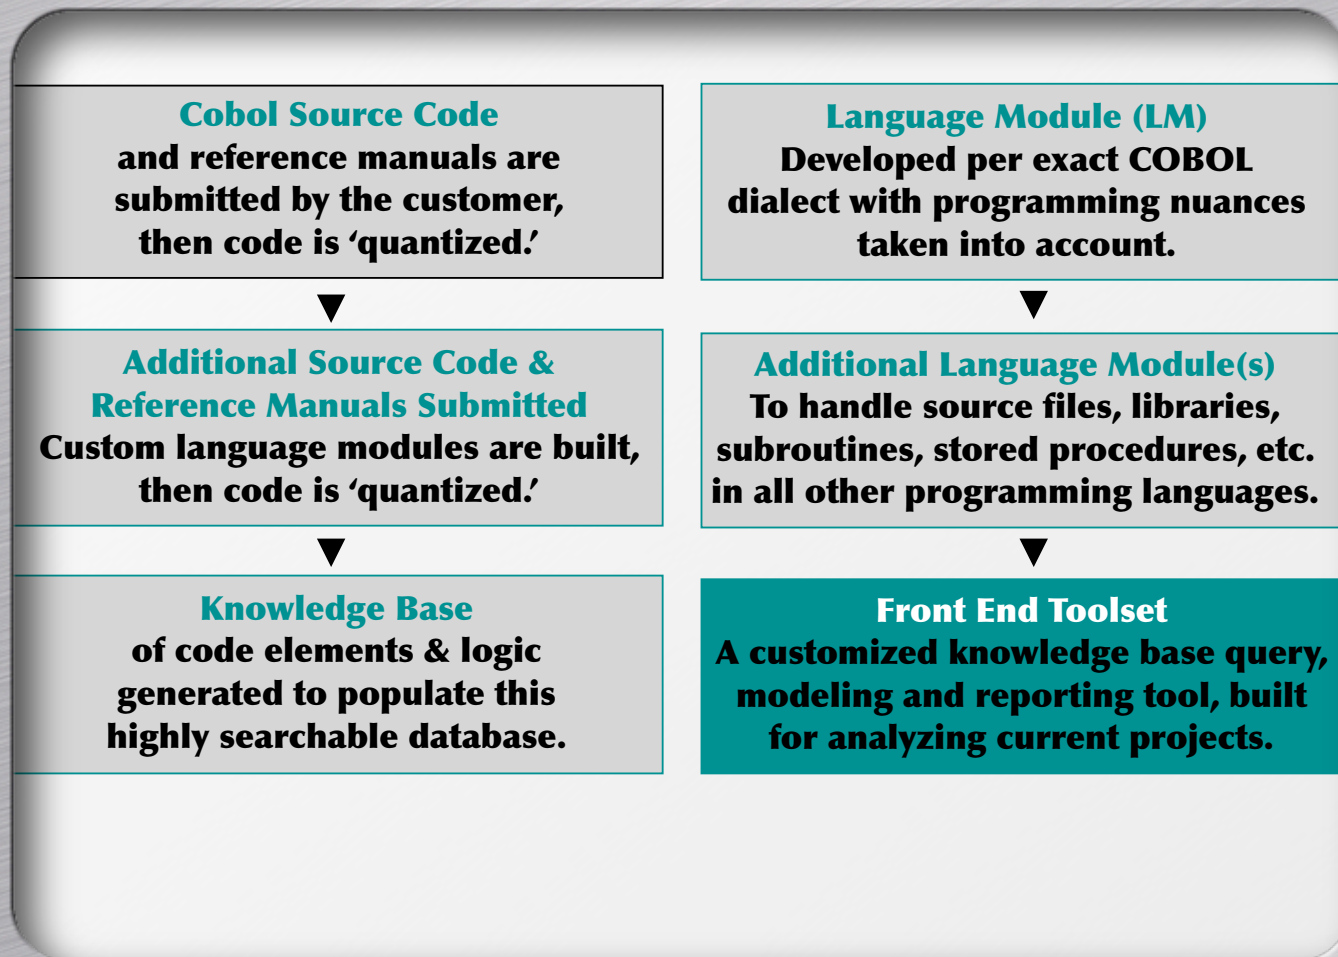 Cobol Source Code
and reference manuals are
submitted by the customer,
then code is ‘quantized.’
Additional Source Code &
Reference Manuals Submitted
Custom language modules are built,
then code is ‘quantized.’
Knowledge Base
of code elements & logic
generated to populate this
highly searchable database.
Language Module (LM)
Developed per exact COBOL
dialect with programming nuances
taken into account.
Additional Language Module(s)
To handle source files, libraries,
subroutines, stored procedures, etc.
in all other programming languages.
Front End Toolset
A customized knowledge base query,
modeling and reporting tool, built
for analyzing current projects.